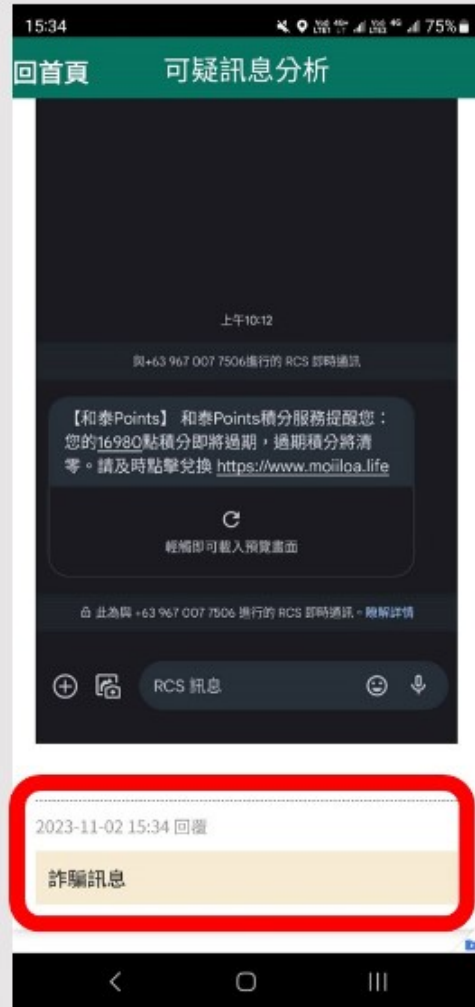 15:34
75%
回首頁 可疑訊息分析
上午10:12
與+63 967 007 7506進行的 RCS 即時通訊
【和泰Points】 和泰Points積分服務提醒您：
您的16980點積分即將過期，過期積分將清
零。請及時點擊兌換 https://www.moiiloa.life
輕觸即可載入預覽畫面
此為與 +63 967 007 7506 進行的 RCS 即時通訊。瞭解詳情
RCS 訊息
2023-11-02 15:34 回覆
詐騙訊息